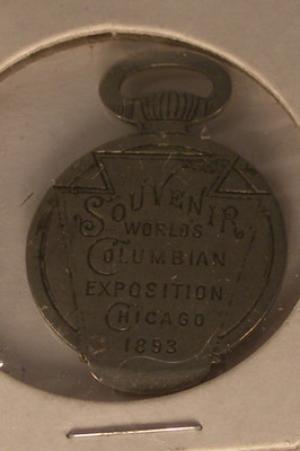 SOUVENIR
WORLDS
COLUMBIAN
EXPOSITION,
CHICAGO
1893